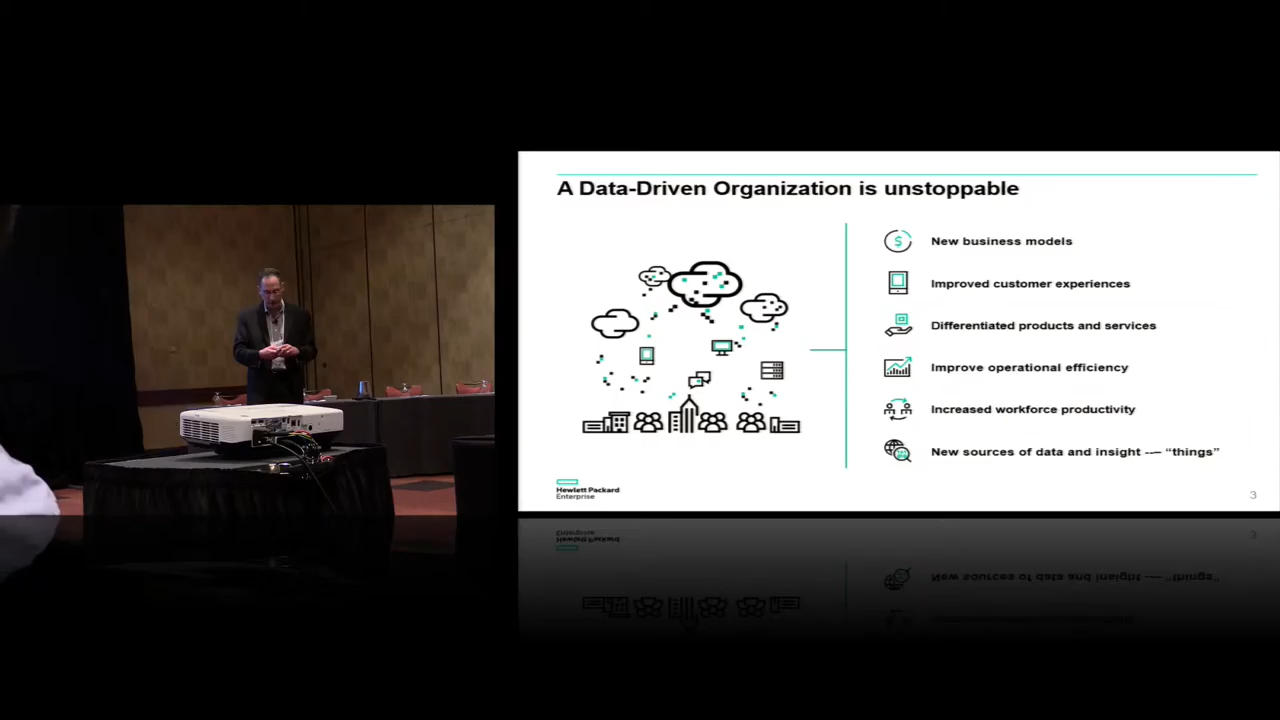 A Data-Driven Organization is unstoppable
New business models
Improved customer experiences
Differentiated products and services
Improve operational efficiency
Increased workforce productivity
New sources of data and insight --– “things”
Hewlett Packard
Enterprise
3